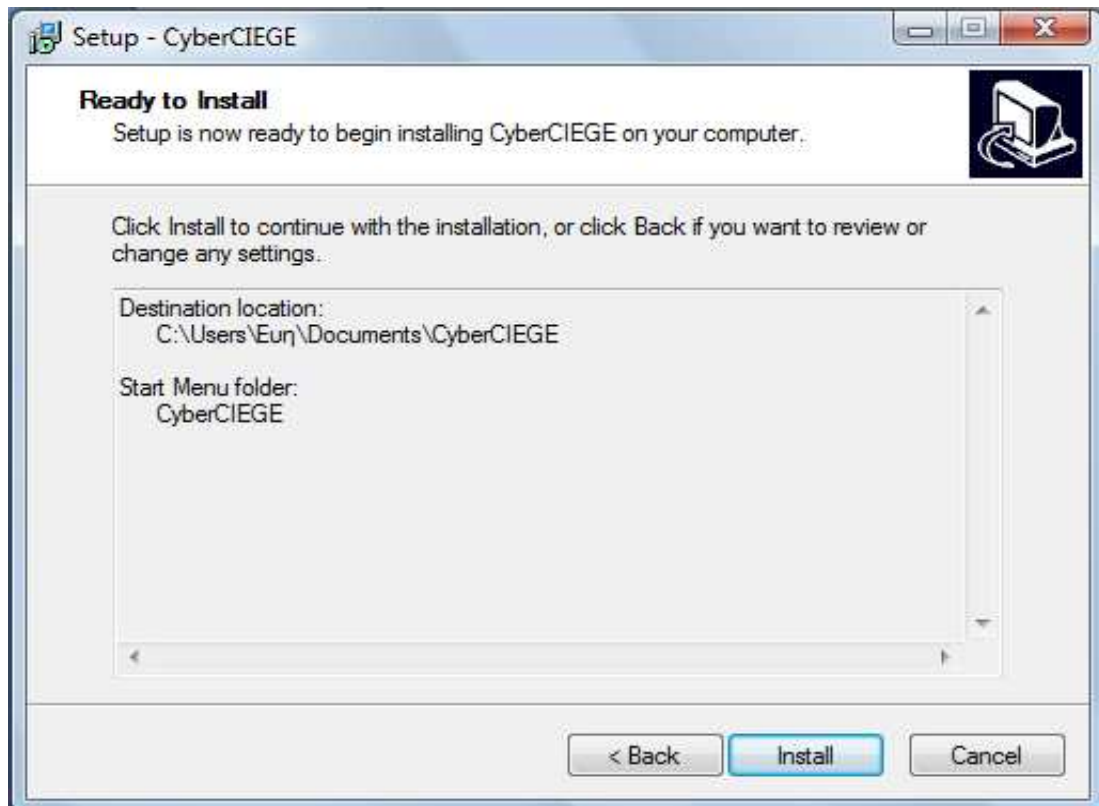 Setup - CyberCIEGE
Ready to Install
Setup is now ready to begin installing CyberCIEGE on your computer.
Click Install to continue with the installation, or click Back if you want to review or
change any settings.
Destination location:
C:\Users\Eυη\Documents\CyberCIEGE
Start Menu folder:
CyberCIEGE
< Back
Install
Cancel